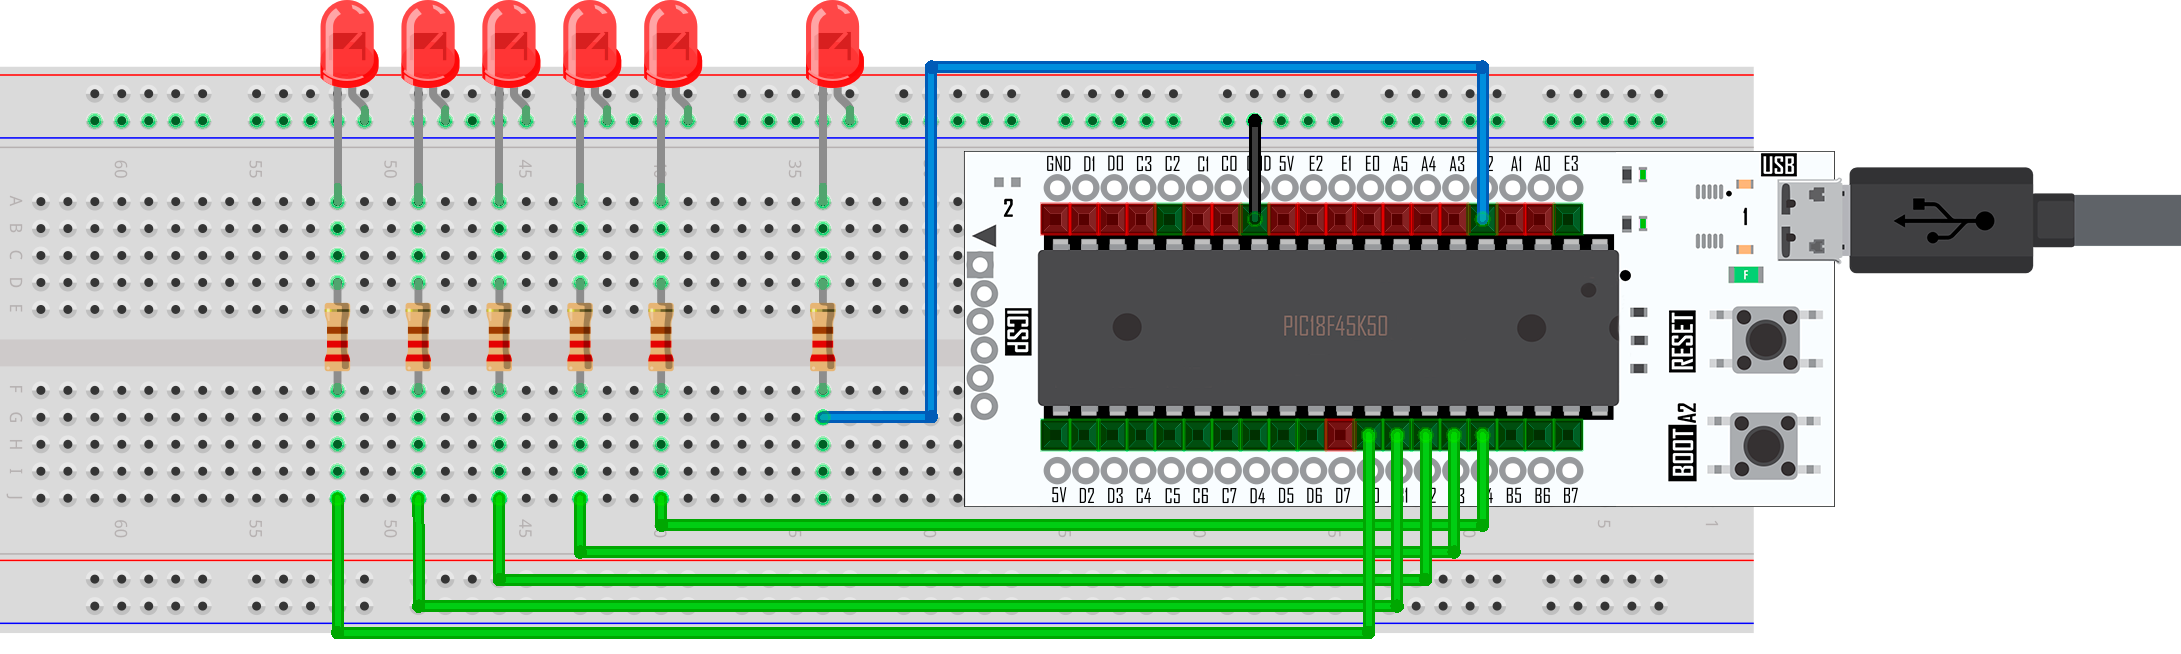 USB
60 55 50 45 35
GND D1 D0 C3 C2 C1 C0 5V E2 E1 E0 A5 A4 A3 A1 A0 E3
A
B
C
D
E
2
1
F
ICSP
PIC18F45K50
RESET
F
G
H
I
J
BOOT A2
5V D2 D3 C4 C5 C6 C7 D4 D5 D6 D7 B5 B6 B7
60 55 50 45 5 1